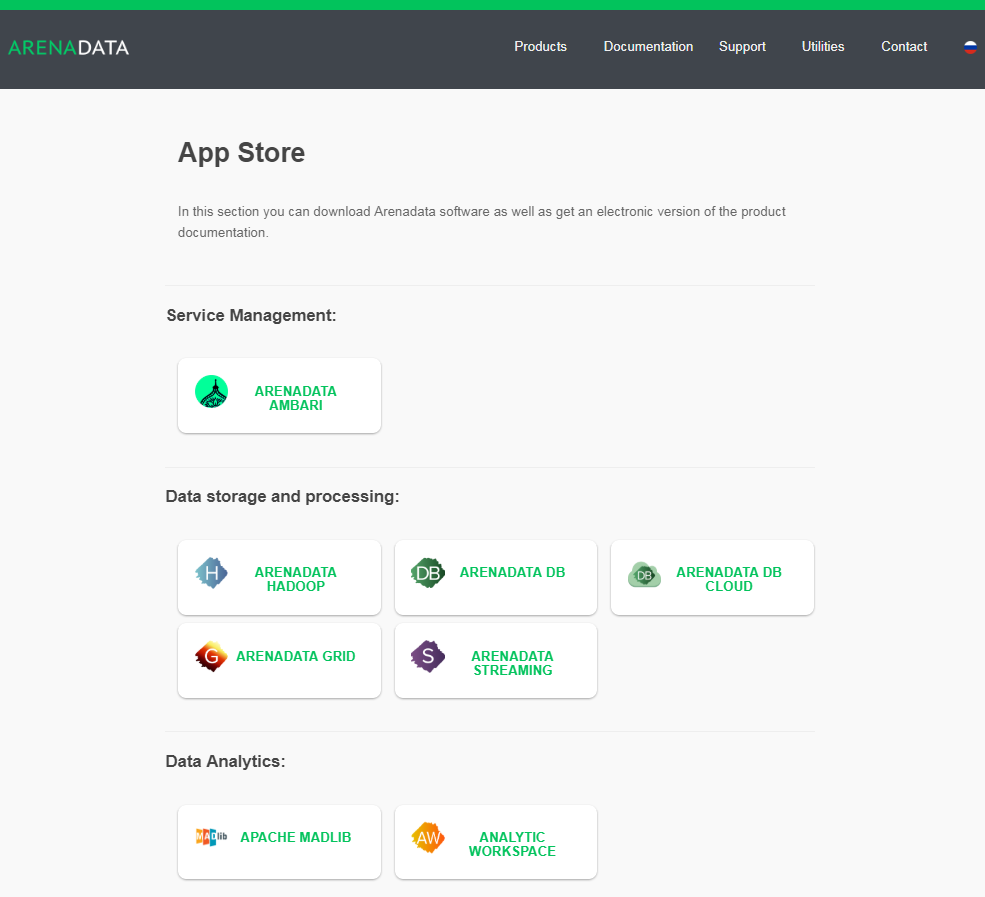 ARENADATA
Products
Documentation
Support
Utilities
Contact
App Store
In this section you can download Arenadata software as well as get an electronic version of the product
documentation.
Service Management:
ARENADATA
AMBARI
Data storage and processing:
H
ARENADATA
HADOOP
DB
ARENADATA DB
DB
ARENADATA DB
CLOUD
G
ARENADATA GRID
S
ARENADATA
STREAMING
Data Analytics:
MADlib
APACHE MADLIB
AW
ANALYTIC
WORKSPACE